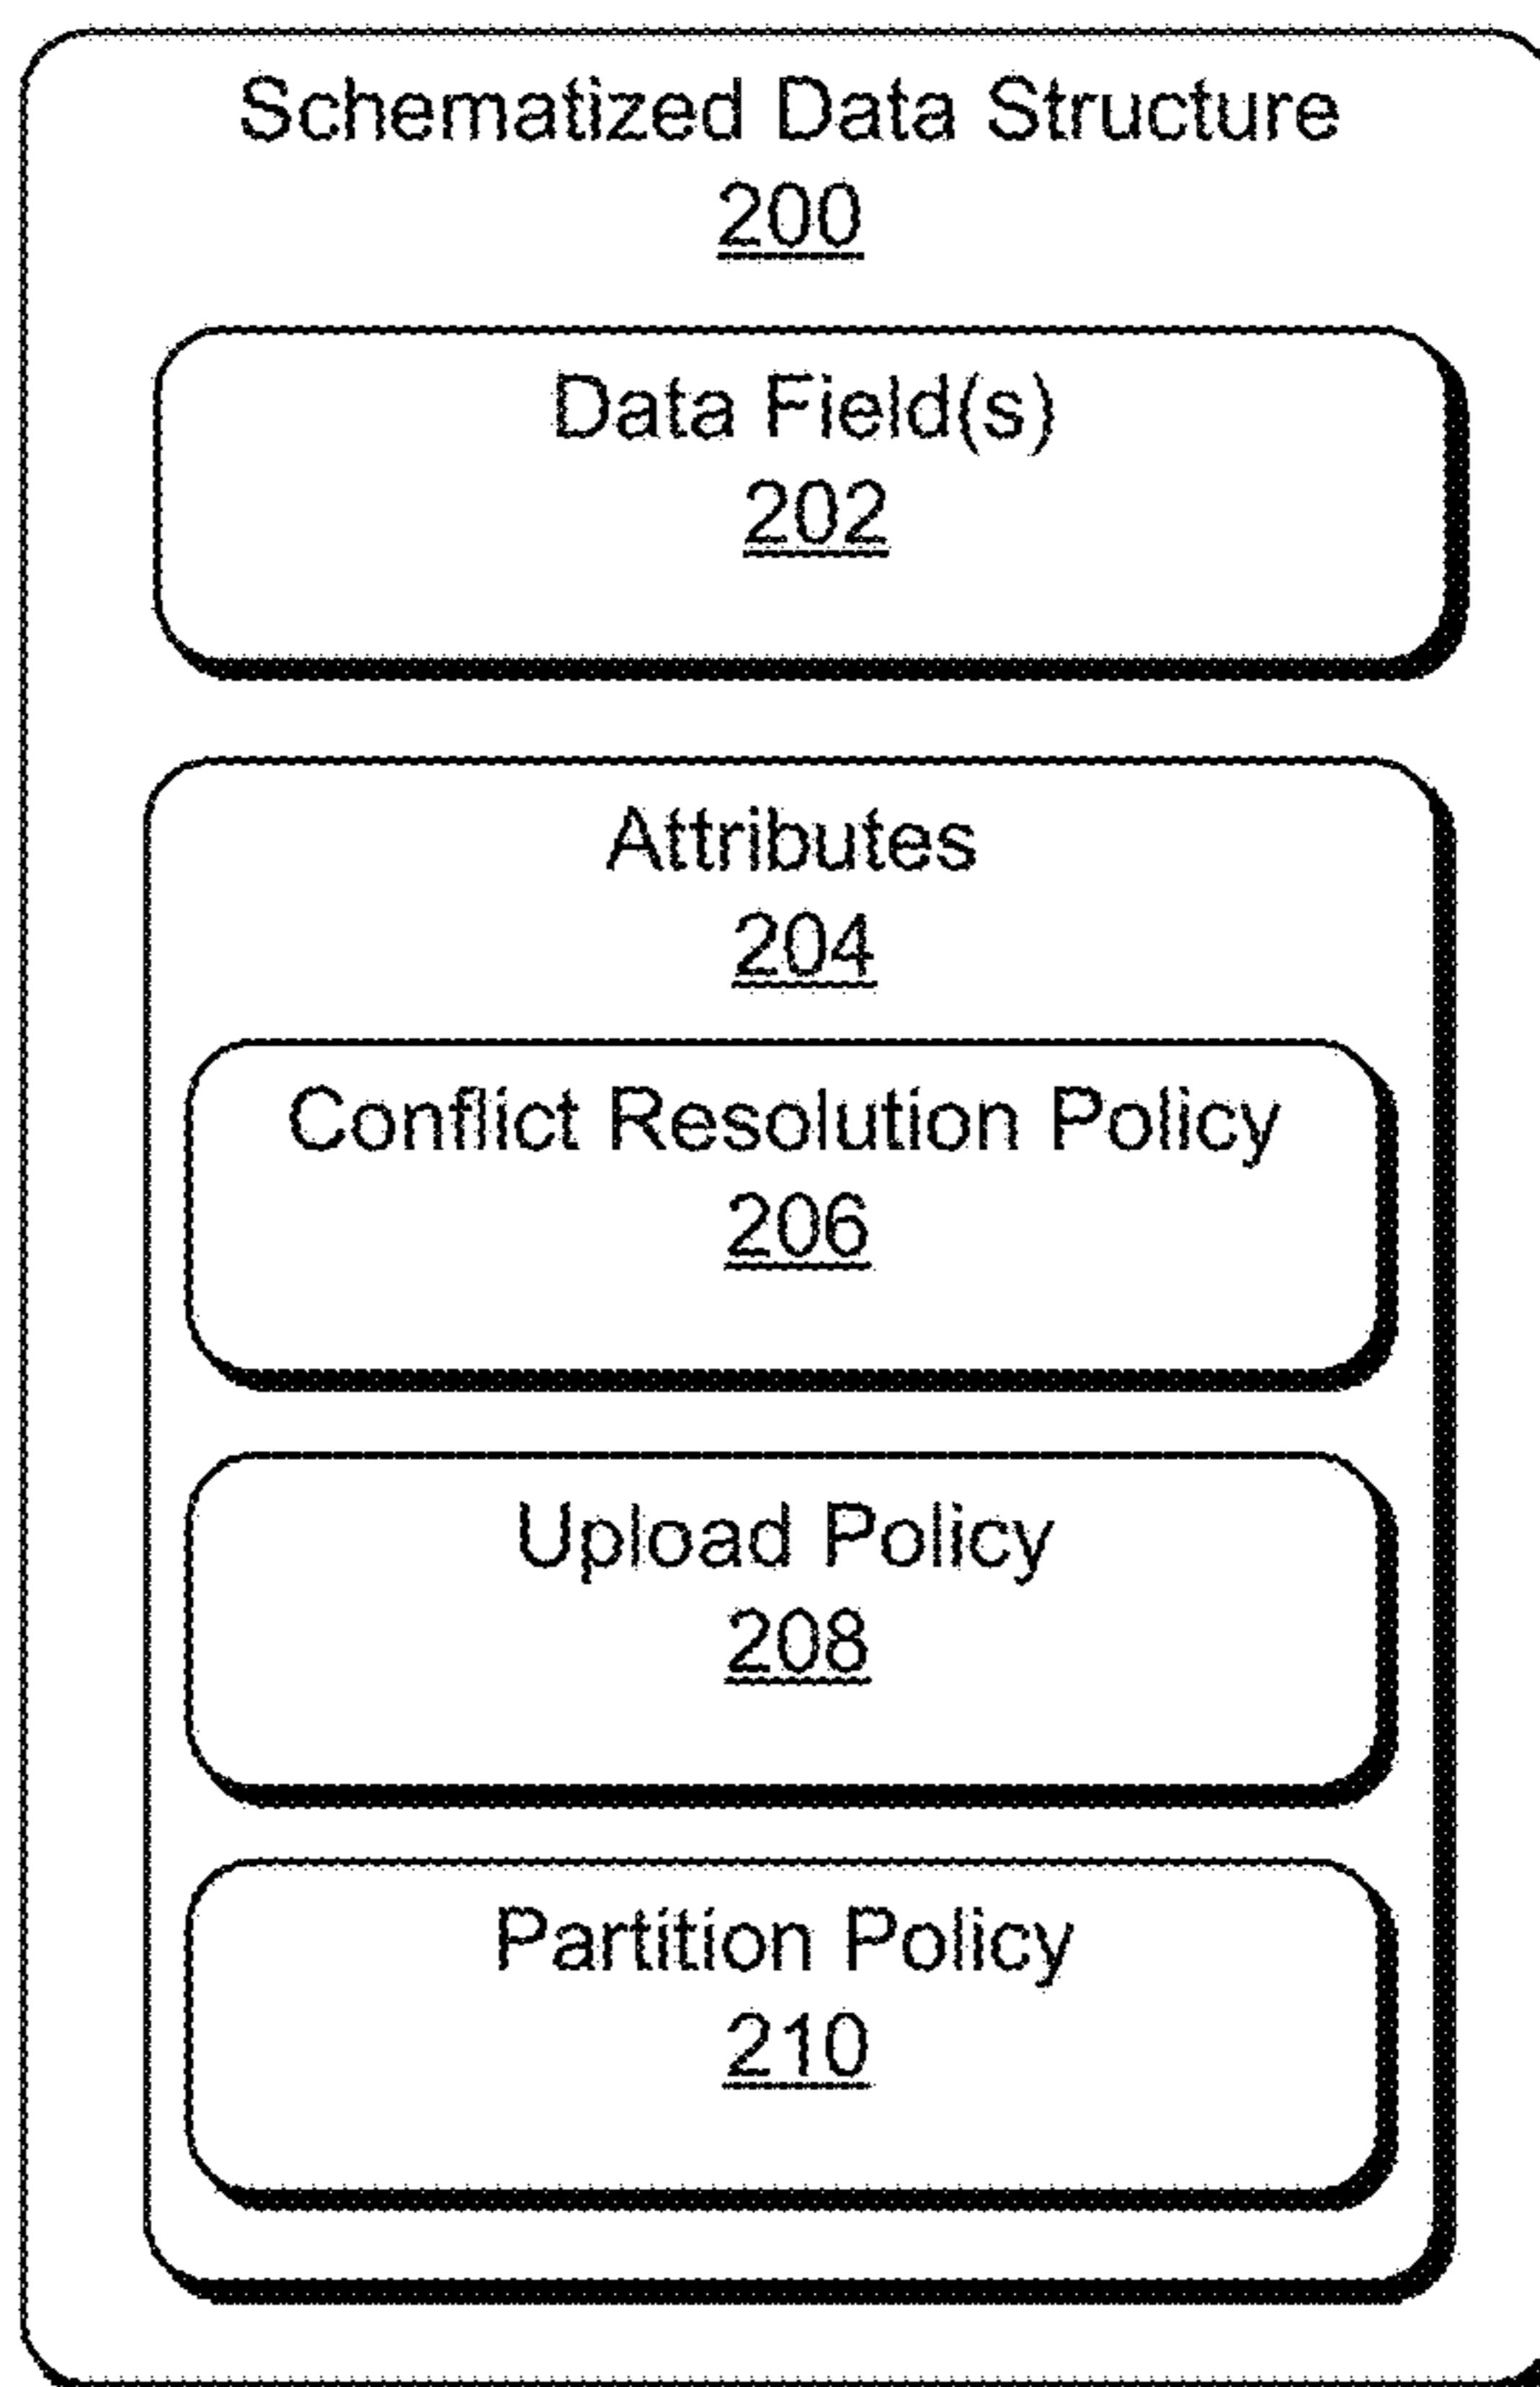 Schematized Data Structure
200
Data Field(s)
202
Attributes
204
Conflict Resolution Policy
206
Upload Policy
208
Partition Policy
210